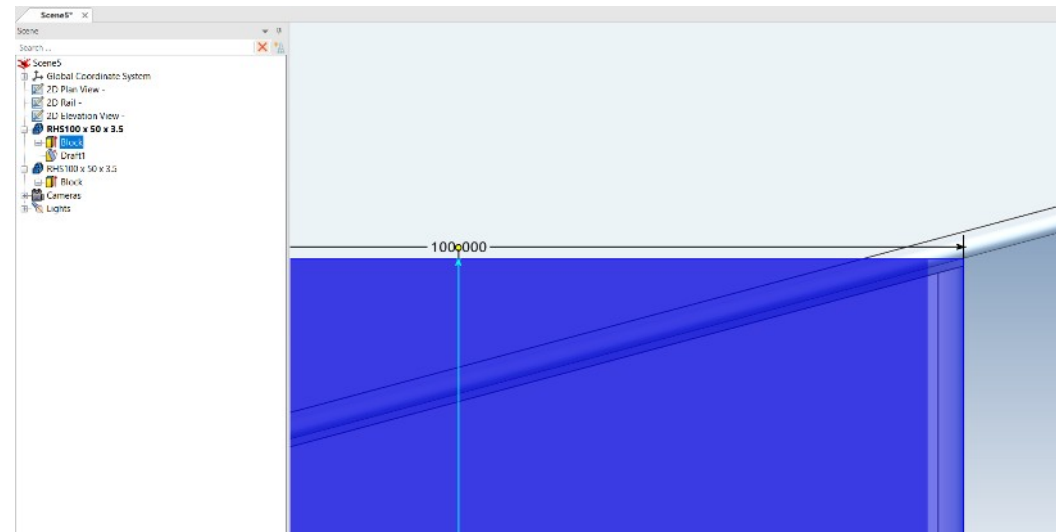 Scene5*
Scene
Search ...
Scene5
Global Coordinate System
2D Plan View -
2D Rail -
2D Elevation View -
RHS100 x 50 x 3.5
Block
Draft1
RHS100 x 50 x 3.5
Block
Cameras
Lights
100.000